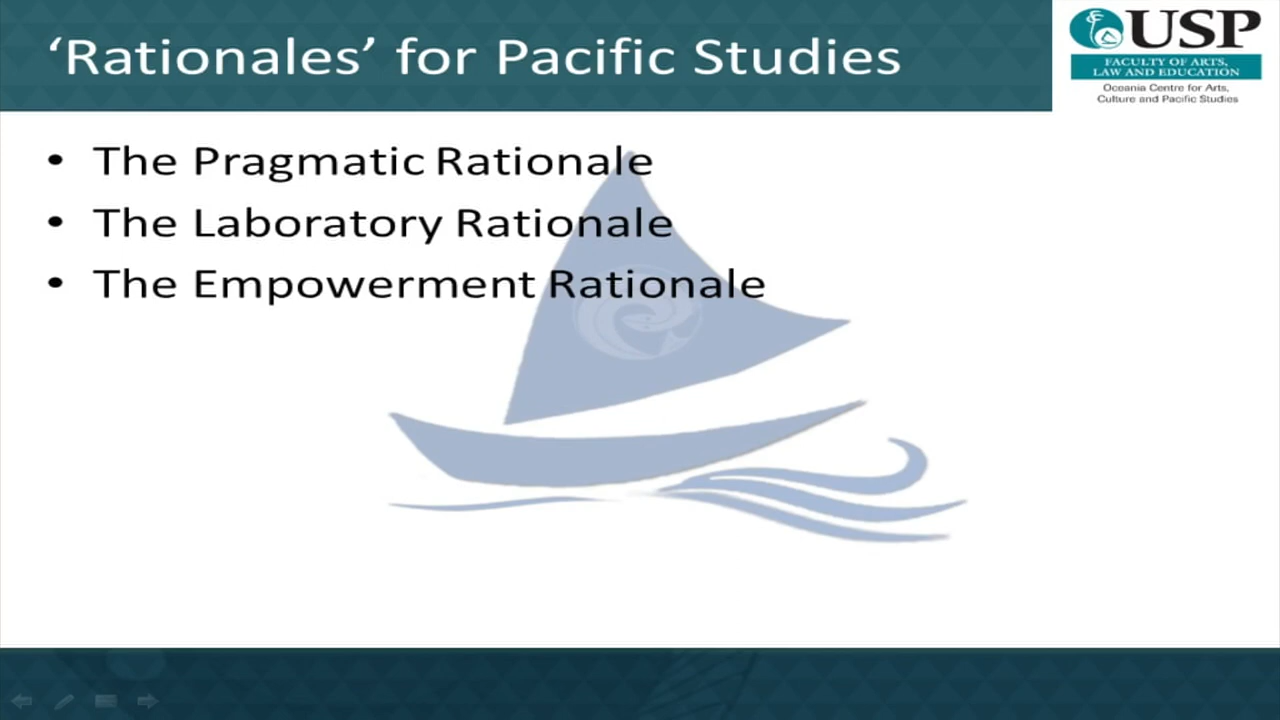 ‘Rationales’ for Pacific Studies
USP
FACULTY OF ARTS,
LAW AND EDUCATION
Oceania Centre for Arts,
Culture and Pacific Studies
• The Pragmatic Rationale
• The Laboratory Rationale
• The Empowerment Rationale